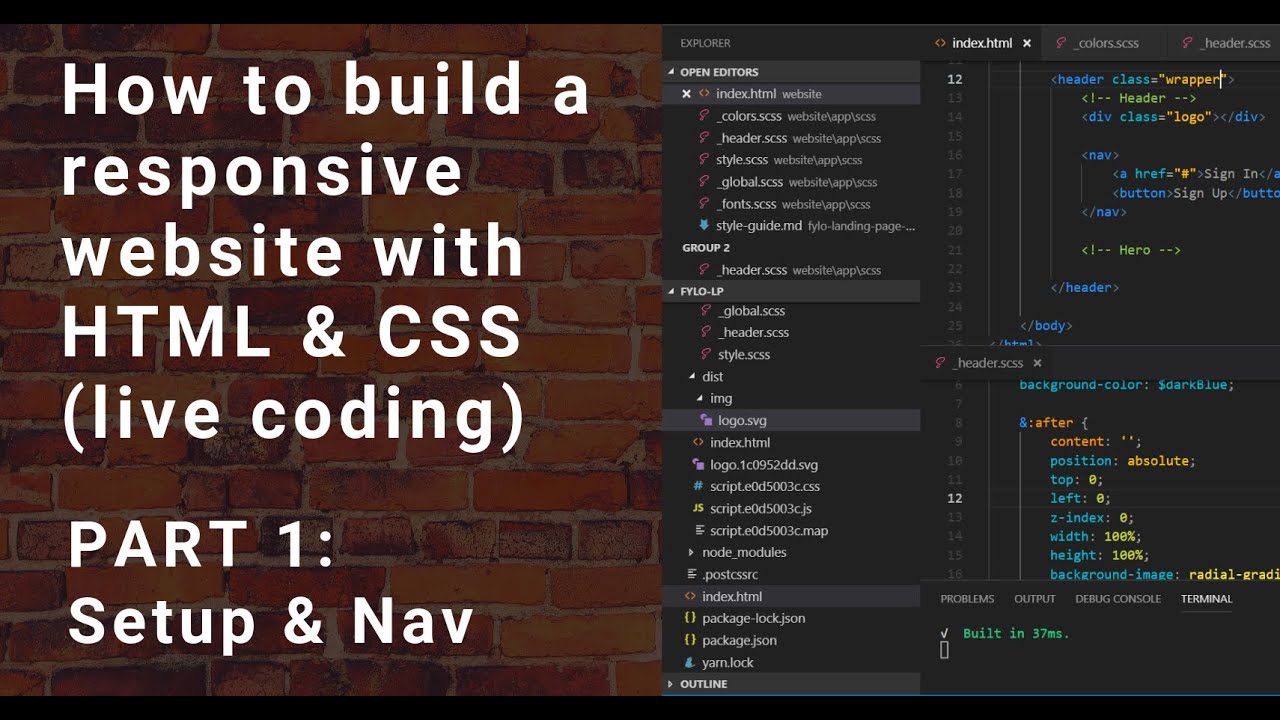 How to build a
responsive
website with
HTML & CSS
(live coding)
PART 1:
Setup & Nav
EXPLORER
OPEN EDITORS
index.html website
_colors.scss website\app\scss
_header.scss website\app\scss
style.scss website\app\scss
_global.scss website\app\scss
_fonts.scss website\app\scss
style-guide.md fylo-landing-page-...
GROUP 2
_header.scss website\app\scss
FYLO-LP
_global.scss
_header.scss
style.scss
dist
img
logo.svg
index.html
logo.1c0952dd.svg
script.e0d5003c.css
JS script.e0d5003c.js
script.e0d5003c.map
node_modules
.postcssrc
index.html
package-lock.json
package.json
yarn.lock
OUTLINE
index.html _colors.scss _header.scss
12 <header class="wrapper">
13 <!-- Header -->
14 <div class="logo"></div>
15
16 <nav>
17 <a href="#">Sign In</a
18 <button>Sign Up</butto
19 </nav>
20
21 <!-- Hero -->
22
23 </header>
24
25 </body>
26 </html>
_header.scss
6 background-color: $darkBlue;
7
8 &:after {
9 content: '';
10 position: absolute;
11 top: 0;
12 left: 0;
13 z-index: 0;
14 width: 100%;
15 height: 100%;
16 background-image: radial-gradi
PROBLEMS OUTPUT DEBUG CONSOLE TERMINAL
√ Built in 37ms.